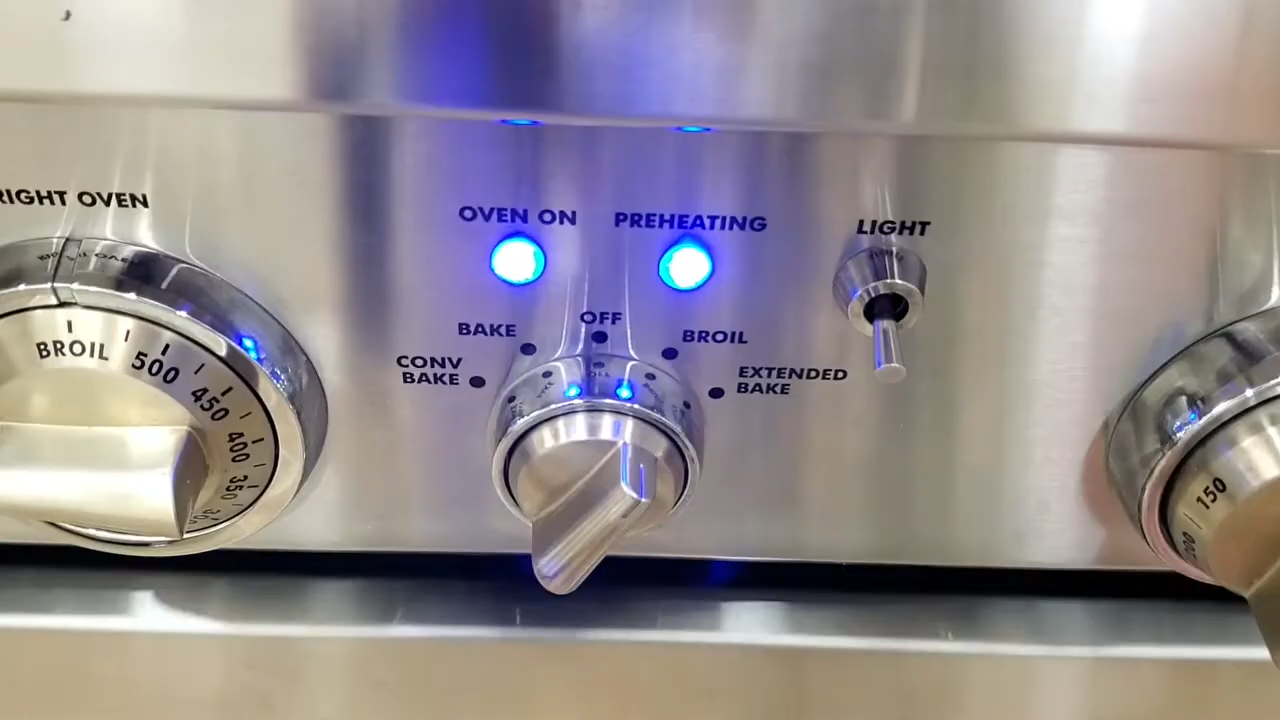 RIGHT OVEN
OVEN ON
PREHEATING
LIGHT
OFF
BAKE
BROIL
CONV
BAKE
EXTENDED
BAKE
BROIL
500
450
400
350
150